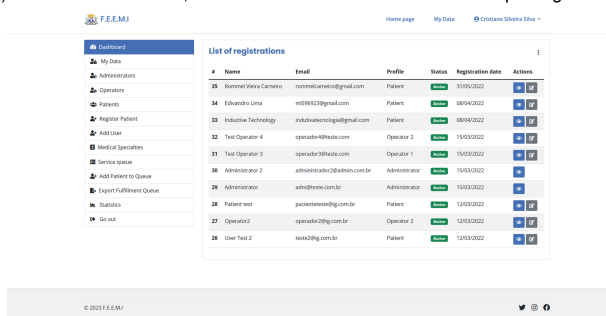 F.E.E.M.I
Home page My Data Cristiano Silveira Silva
Dashboard
My Data
Administrators
Operators
Patients
Register Patient
Add User
Medical Specialties
Service queue
Add Patient to Queue
Export Fulfillment Queue
Statistics
Go out
List of registrations
# Name Email Profile Status Registration date Actions
35 Rommel Vieira Carneiro rommelcarneiro@gmail.com Patient Active 31/05/2022
34 Edivandro Lima ml596923@gmail.com Patient Active 08/04/2022
33 Inductive Technology indutivatecnologia@gmail.com Patient Active 08/04/2022
32 Test Operator 4 operador4@teste.com Operator 2 Active 15/03/2022
31 Test Operator 3 operador3@teste.com Operator 1 Active 15/03/2022
30 Administrator 2 administrador2@admin.com.br Administrator Active 15/03/2022
29 Administrator adm@teste.com.br Administrator Active 15/03/2022
28 Patient test pacienteteste@ig.com.br Patient Active 12/03/2022
27 Operator2 operador2@ig.com.br Operator 2 Active 12/03/2022
26 User Test 2 teste2@ig.com.br Patient Active 12/03/2022
© 2023 F.E.E.M.I